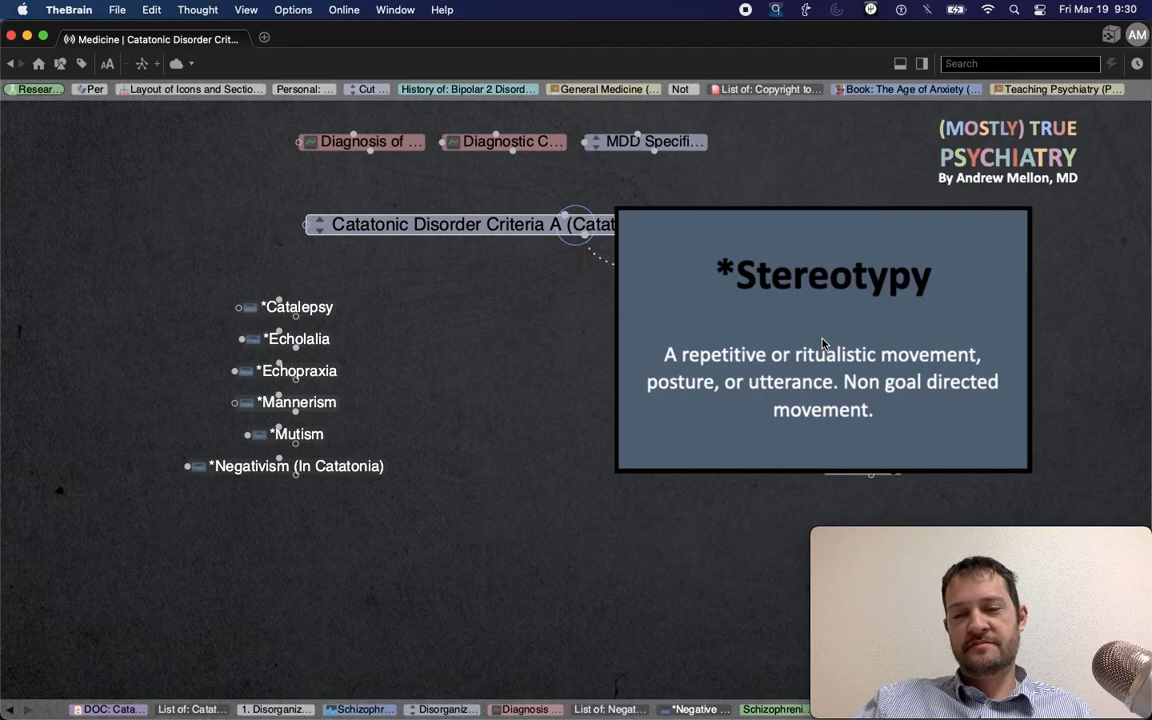 TheBrain File Edit Thought View Options Online Window Help Fri Mar 19 9:30
Medicine | Catatonic Disorder Crit... AM
AA Search
Resear... Per Layout of Icons and Sectio... Personal: ... Cut ... History of: Bipolar 2 Disord... General Medicine (... Not List of: Copyright to... Book: The Age of Anxiety (... Teaching Psychiatry (P...
Diagnosis of ... Diagnostic C... MDD Specifi...
(MOSTLY) TRUE
PSYCHIATRY
By Andrew Mellon, MD
Catatonic Disorder Criteria A (Catat
*Stereotypy
A repetitive or ritualistic movement,
posture, or utterance. Non goal directed
movement.
*Catalepsy
*Echolalia
*Echopraxia
*Mannerism
*Mutism
*Negativism (In Catatonia)
DOC: Cata... List of: Catat... 1. Disorganiz... Schizophr... Disorganiz... Diagnosis ... List of: Negat... *Negative ... Schizophreni...